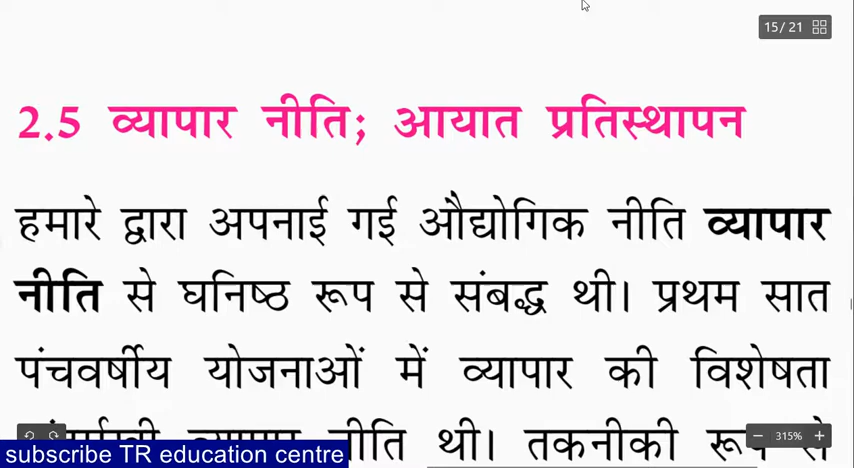 15/ 21
2.5 व्यापार नीति; आयात प्रतिस्थापन
हमारे द्वारा अपनाई गई औद्योगिक नीति व्यापार
नीति से घनिष्ठ रूप से संबद्ध थी। प्रथम सात
पंचवर्षीय योजनाओं में व्यापार की विशेषता
व्यापार नीति थी। तकनीकी रूप से
315%
subscribe TR education centre